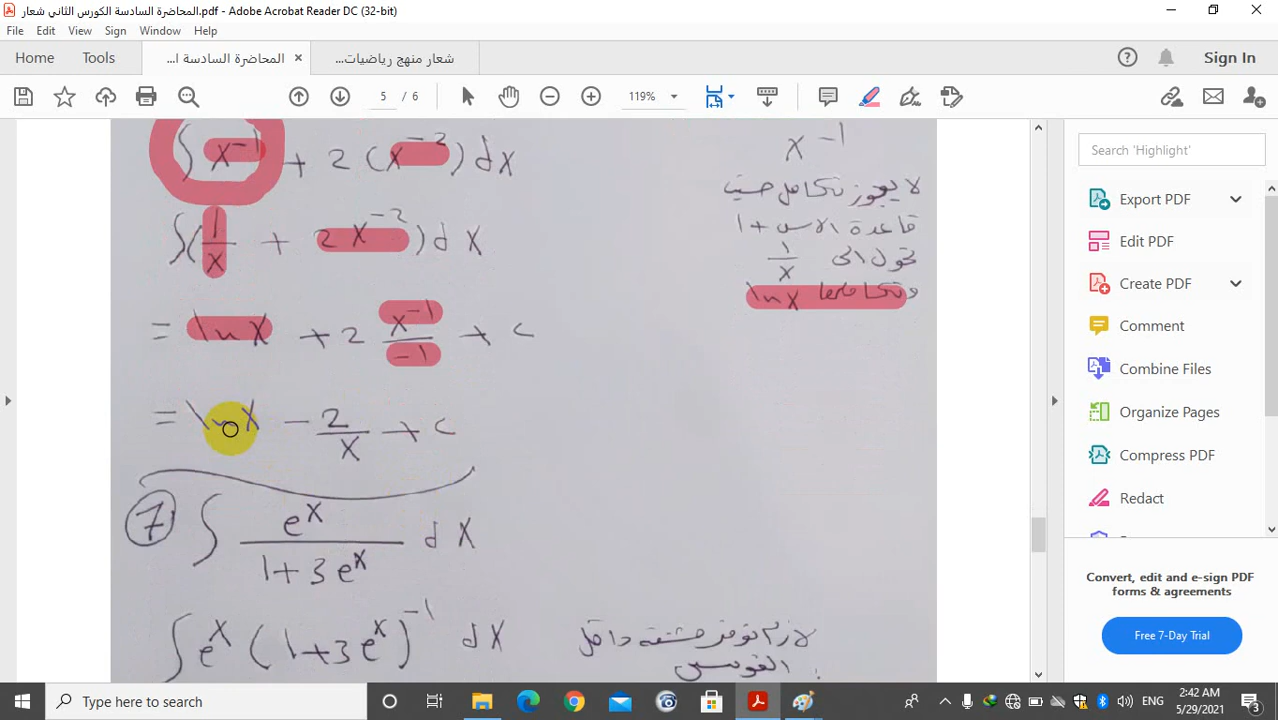 المحاضرة السادسة الكورس الثاني شعار.pdf - Adobe Acrobat Reader DC (32-bit)
File Edit View Sign Window Help
Home Tools المحاضرة السادسة ا... × شعار منهج رياضيات... Sign In
5 / 6 119%
∫ x⁻¹ + 2 (x⁻²) dx
∫( 1/x + 2x⁻² ) dx
= ln x + 2 x⁻¹/-1 + c
= ln x - 2/x + c
⑦ ∫ eˣ/(1+3eˣ) dx
∫ eˣ (1+3eˣ)⁻¹ dx
x⁻¹
لا يجوز تكامل حسب
قاعدة الاس + 1
تحول الى 1/x
وتكاملها ln x
لازم توفر مشتقة داخل
القوس
Search 'Highlight'
Export PDF
Edit PDF
Create PDF
Comment
Combine Files
Organize Pages
Compress PDF
Redact
Convert, edit and e-sign PDF
forms & agreements
Free 7-Day Trial
Type here to search
ENG
2:42 AM
5/29/2021
3